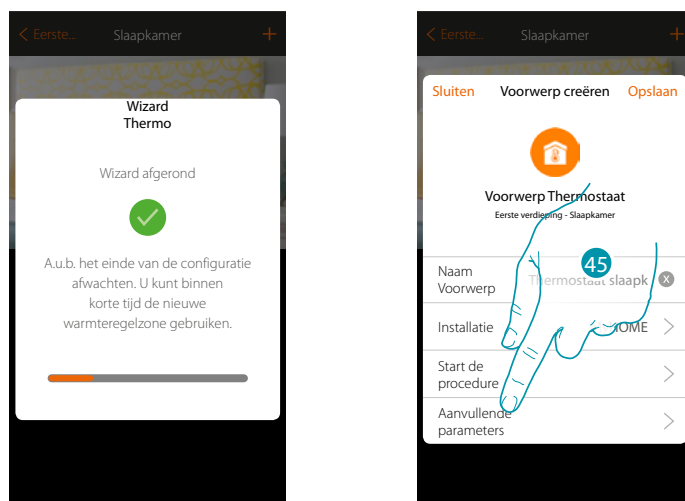 Eerste...
Slaapkamer
+
Wizard
Thermo
Wizard afgerond
A.u.b. het einde van de configuratie
afwachten. U kunt binnen
korte tijd de nieuwe
warmteregelzone gebruiken.
Eerste...
Slaapkamer
+
Sluiten
Voorwerp creëren
Opslaan
Voorwerp Thermostaat
Eerste verdieping - Slaapkamer
Naam
Voorwerp
Thermostaat slaapk
45
Installatie
HOME
Start de
procedure
Aanvullende
parameters